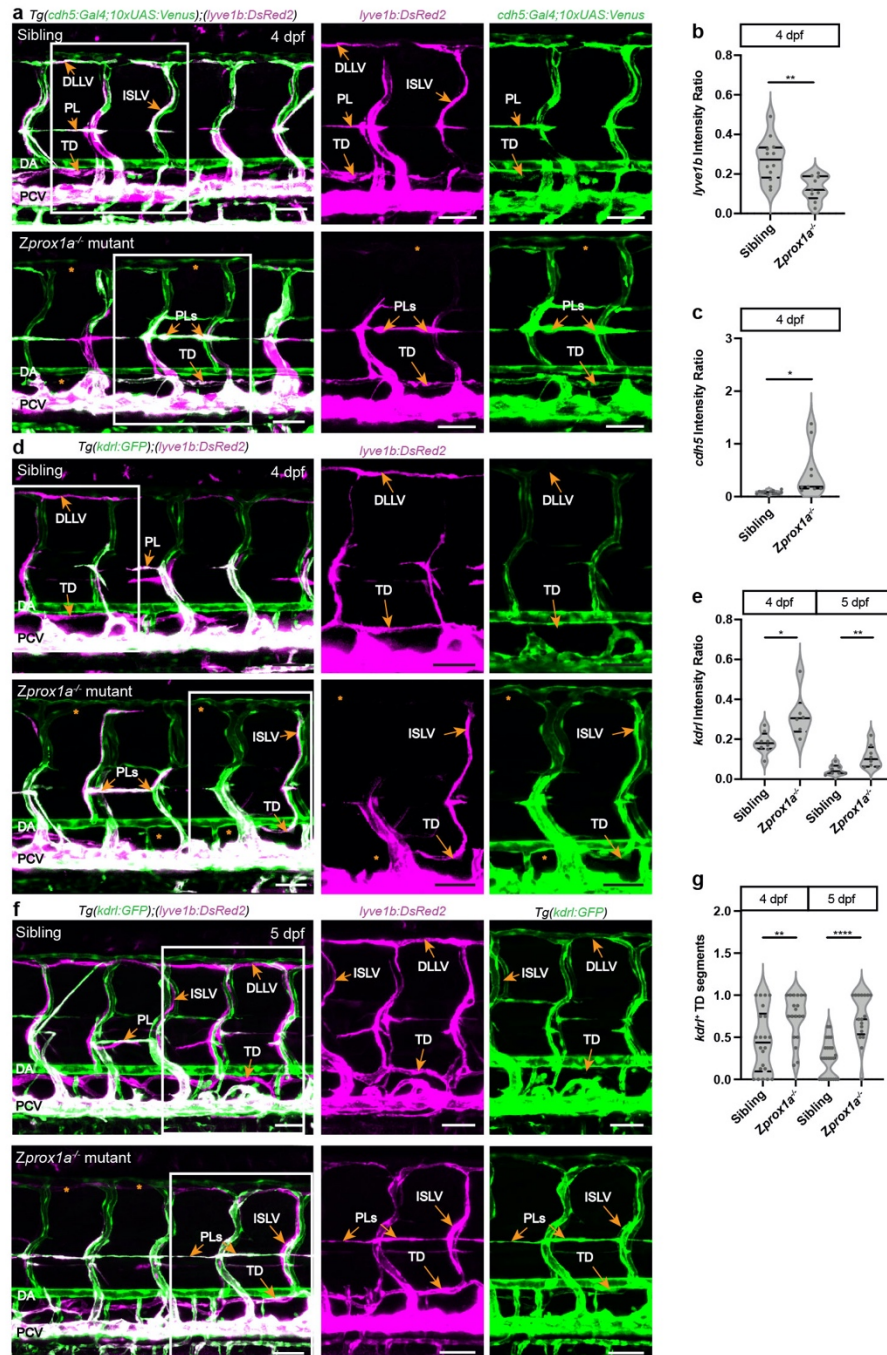 a
Tg(cdh5:Gal4;10xUAS:Venus);(lyve1b:DsRed2)
lyve1b:DsRed2
cdh5:Gal4;10xUAS:Venus
Sibling
4 dpf
DLLV
ISLV
PL
TD
DA
PCV
ISLV
PL
TD
PL
TD
Zprox1a-/- mutant
*
*
PLs
TD
DA
*
PCV
*
PLs
TD
*
PLs
TD
b
4 dpf
lyve1b Intensity Ratio
0.8
0.6
0.4
0.2
0.0
**
Sibling
Zprox1a-/-
c
4 dpf
cdh5 Intensity Ratio
3
2
1
0
*
Sibling
Zprox1a-/-
d
Tg(kdrl:GFP);(lyve1b:DsRed2)
lyve1b:DsRed2
Sibling
4 dpf
DLLV
PL
TD
DA
PCV
DLLV
TD
DLLV
TD
Zprox1a-/- mutant
*
*
ISLV
PLs
TD
DA
*
*
PCV
*
ISLV
TD
*
*
ISLV
TD
*
e
4 dpf
5 dpf
kdrl Intensity Ratio
0.8
0.6
0.4
0.2
0.0
*
**
Sibling
Zprox1a-/-
Sibling
Zprox1a-/-
f
Tg(kdrl:GFP);(lyve1b:DsRed2)
lyve1b:DsRed2
Tg(kdrl:GFP)
Sibling
5 dpf
DLLV
ISLV
PL
TD
DA
PCV
ISLV
DLLV
TD
ISLV
DLLV
TD
Zprox1a-/- mutant
*
*
ISLV
PLs
TD
DA
PCV
ISLV
PLs
TD
ISLV
PLs
TD
g
4 dpf
5 dpf
kdrl+ TD segments
2.0
1.5
1.0
0.5
0.0
**
****
Sibling
Zprox1a-/-
Sibling
Zprox1a-/-